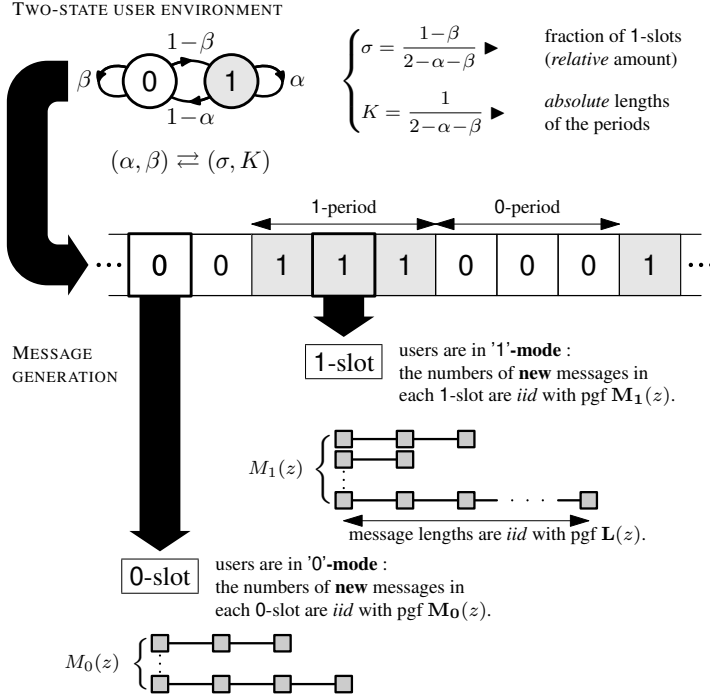 TWO-STATE USER ENVIRONMENT
1−β
β 0 1 α
1−α
(α, β) ⇄ (σ, K)
σ = 1−β / 2−α−β ► fraction of 1-slots
(relative amount)
K = 1 / 2−α−β ► absolute lengths
of the periods
1-period 0-period
··· 0 0 1 1 1 0 0 0 1 ···
MESSAGE
GENERATION
1-slot
users are in '1'-mode :
the numbers of new messages in
each 1-slot are iid with pgf M₁(z).
M₁(z)
message lengths are iid with pgf L(z).
0-slot
users are in '0'-mode :
the numbers of new messages in
each 0-slot are iid with pgf M₀(z).
M₀(z)